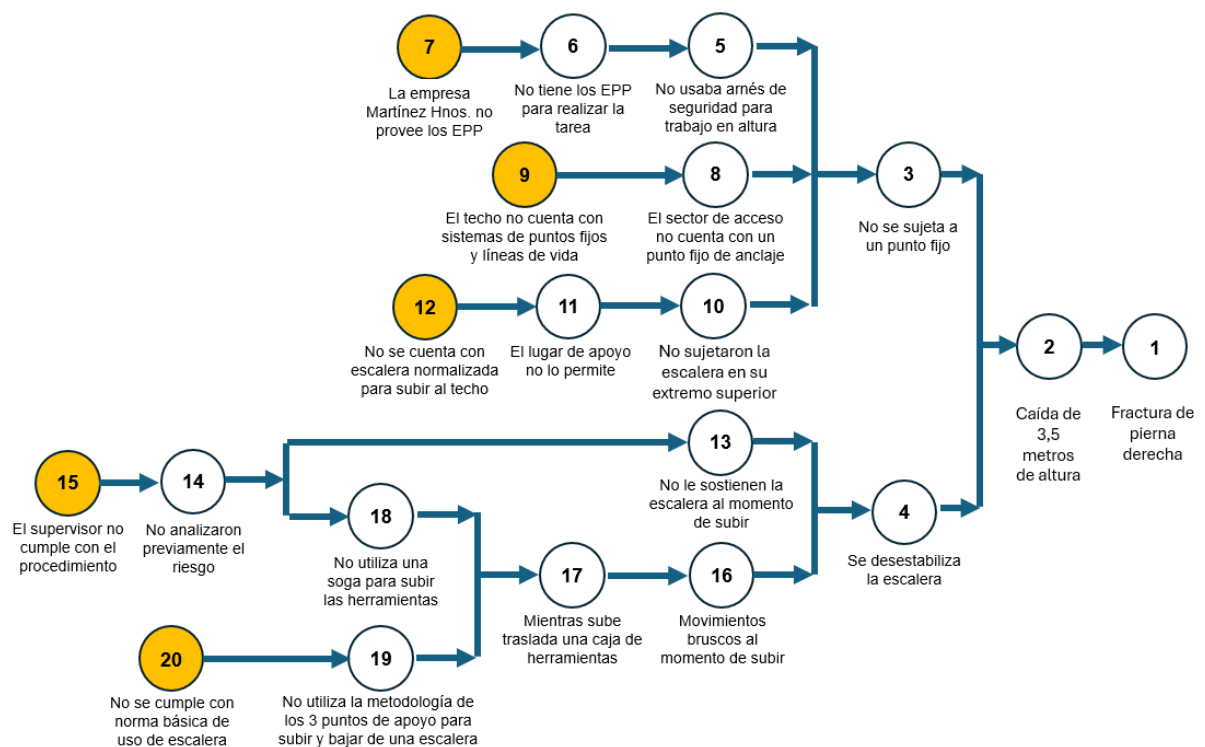 7
6
5
La empresa
Martínez Hnos. no
provee los EPP
No tiene los EPP
para realizar la
tarea
No usaba arnés de
seguridad para
trabajo en altura
9
8
3
El techo no cuenta con
sistemas de puntos fijos
y líneas de vida
El sector de acceso
no cuenta con un
punto fijo de anclaje
No se sujeta a
un punto fijo
12
11
10
No se cuenta con
escalera normalizada
para subir al techo
El lugar de apoyo
no lo permite
No sujetaron la
escalera en su
extremo superior
2
1
Caída de
3,5
metros
de altura
Fractura de
pierna
derecha
13
No le sostienen la
escalera al momento
de subir
15
14
El supervisor no
cumple con el
procedimiento
No analizaron
previamente el
riesgo
18
No utiliza una
soga para subir
las herramientas
4
Se desestabiliza
la escalera
17
16
Mientras sube
traslada una caja de
herramientas
Movimientos
bruscos al
momento de subir
20
19
No se cumple con
norma básica de
uso de escalera
No utiliza la metodología de
los 3 puntos de apoyo para
subir y bajar de una escalera